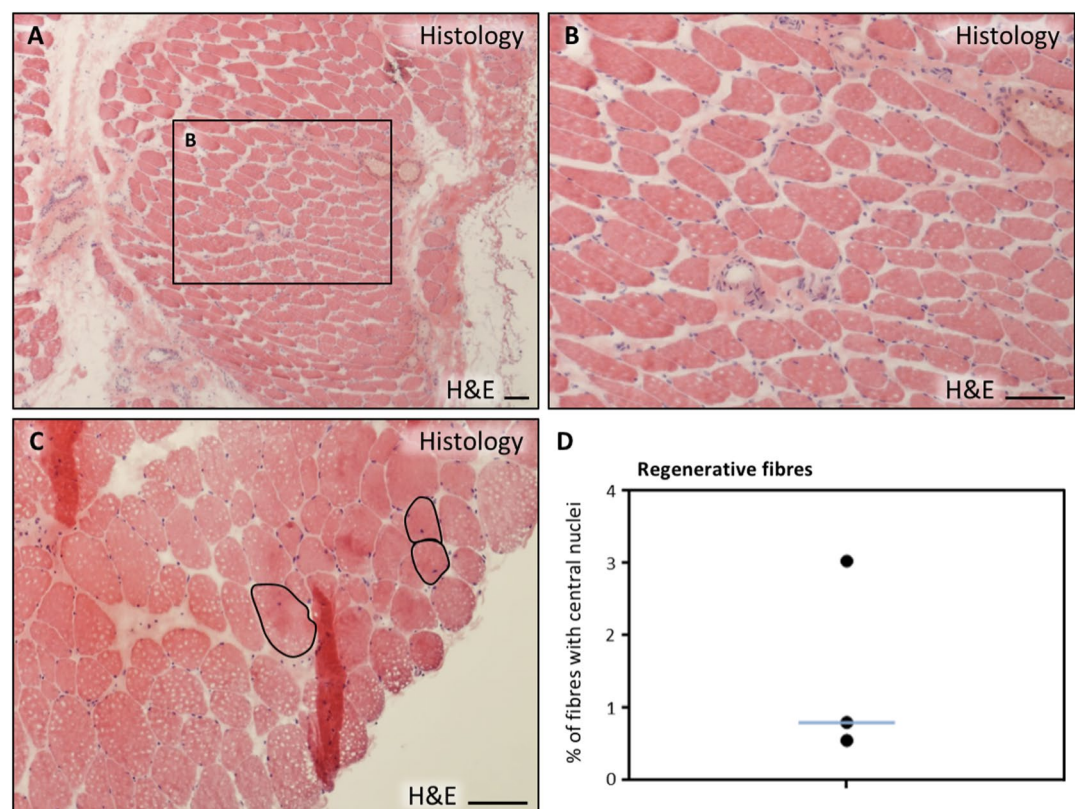 A
Histology
B
H&E
B
Histology
H&E
C
Histology
H&E
D
Regenerative fibres
% of fibres with central nuclei
4
3
2
1
0